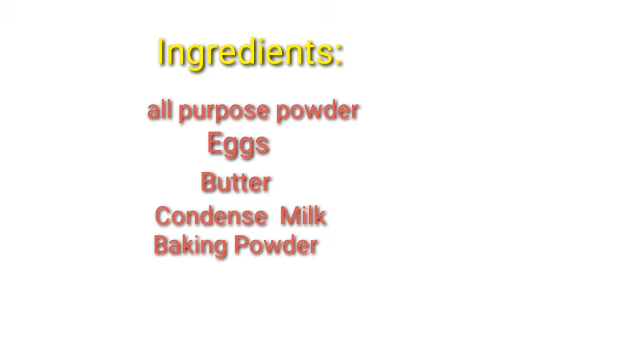 Ingredients:
all purpose powder
Eggs
Butter
Condense Milk
Baking Powder